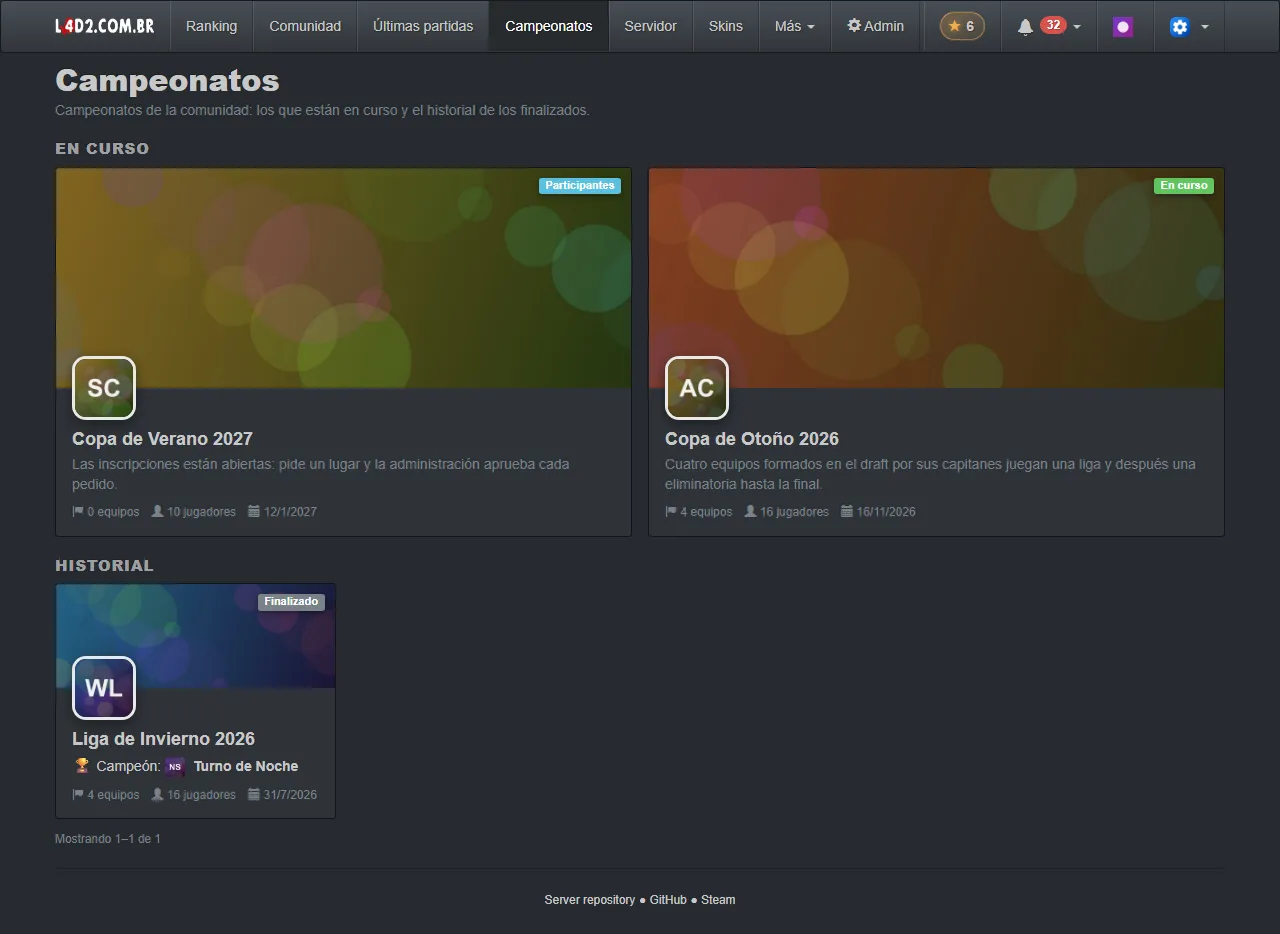 L4D2.COM.BR Ranking Comunidad Últimas partidas Campeonatos Servidor Skins Más Admin 6 32
Campeonatos
Campeonatos de la comunidad: los que están en curso y el historial de los finalizados.
EN CURSO
Participantes
SC
Copa de Verano 2027
Las inscripciones están abiertas: pide un lugar y la administración aprueba cada
pedido.
0 equipos 10 jugadores 12/1/2027
En curso
AC
Copa de Otoño 2026
Cuatro equipos formados en el draft por sus capitanes juegan una liga y después una
eliminatoria hasta la final.
4 equipos 16 jugadores 16/11/2026
HISTORIAL
Finalizado
WL
Liga de Invierno 2026
Campeón: NS Turno de Noche
4 equipos 16 jugadores 31/7/2026
Mostrando 1–1 de 1
Server repository ● GitHub ● Steam